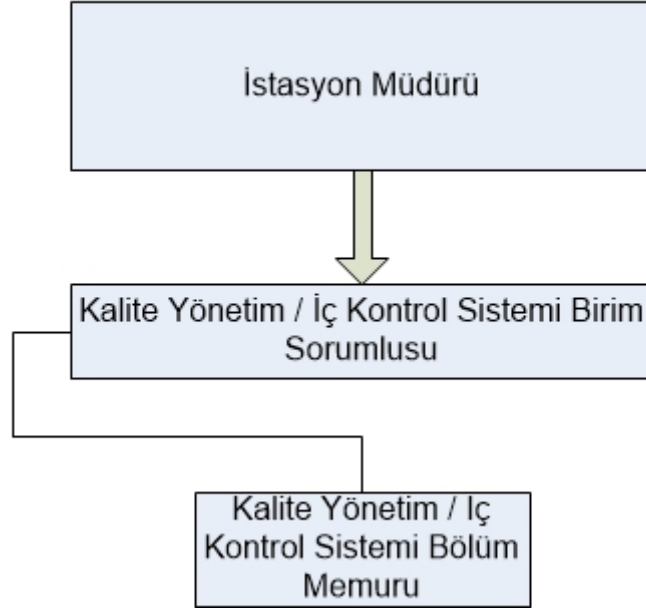 İstasyon Müdürü
Kalite Yönetim / İç Kontrol Sistemi Birim
Sorumlusu
Kalite Yönetim / İç
Kontrol Sistemi Bölüm
Memuru